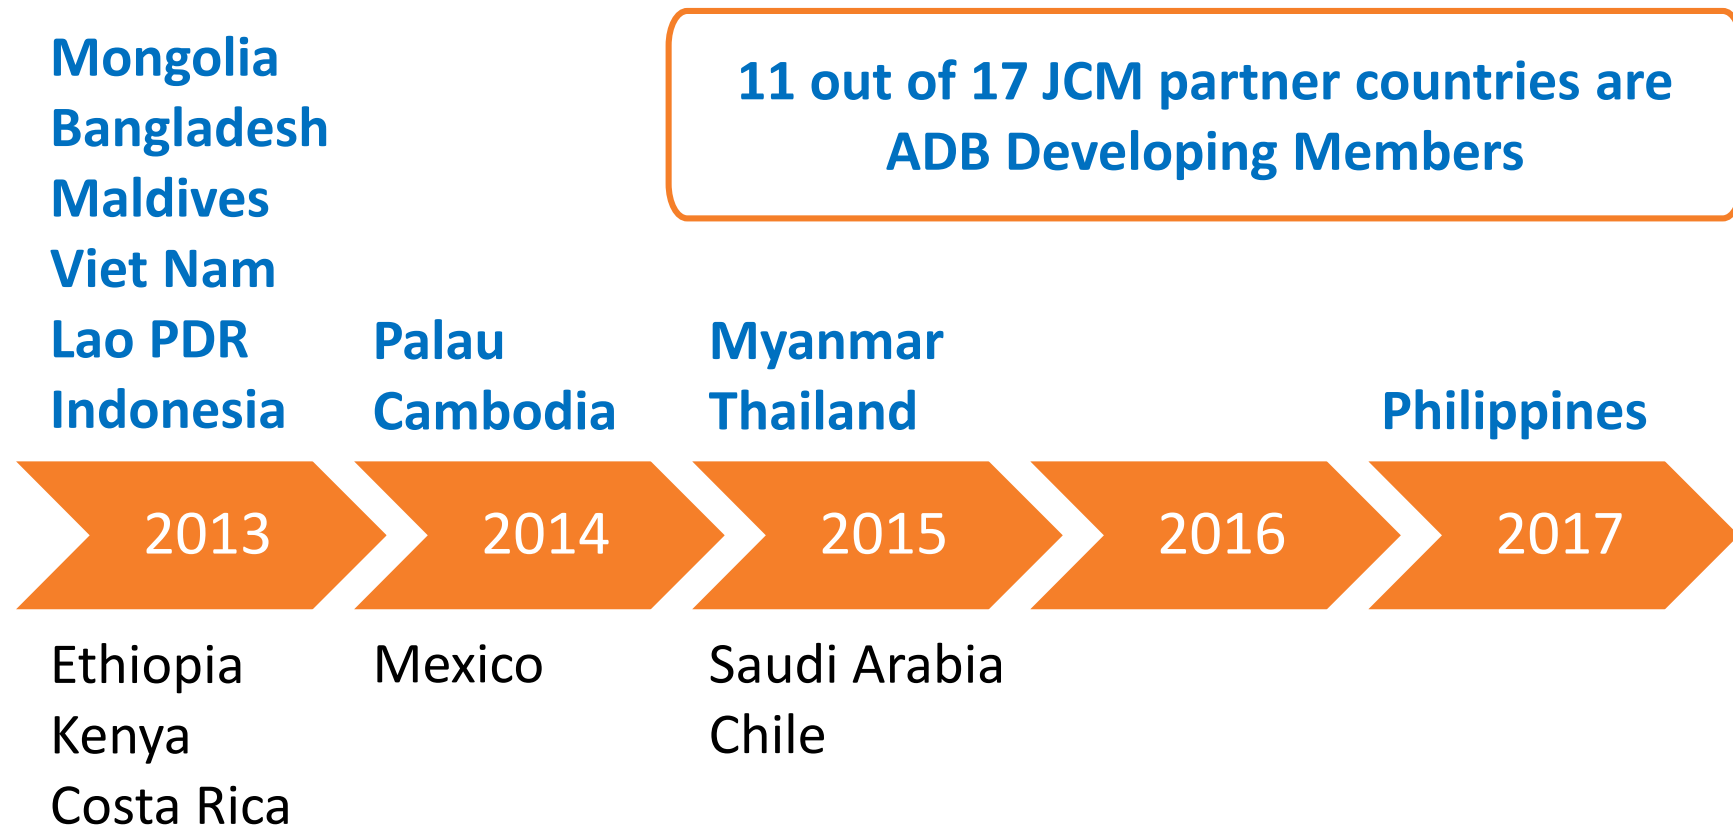 Mongolia
Bangladesh
Maldives
Viet Nam
Lao PDR
Indonesia
11 out of 17 JCM partner countries are
ADB Developing Members
Palau
Cambodia
Myanmar
Thailand
Philippines
2013
2014
2015
2016
2017
Ethiopia
Kenya
Costa Rica
Mexico
Saudi Arabia
Chile